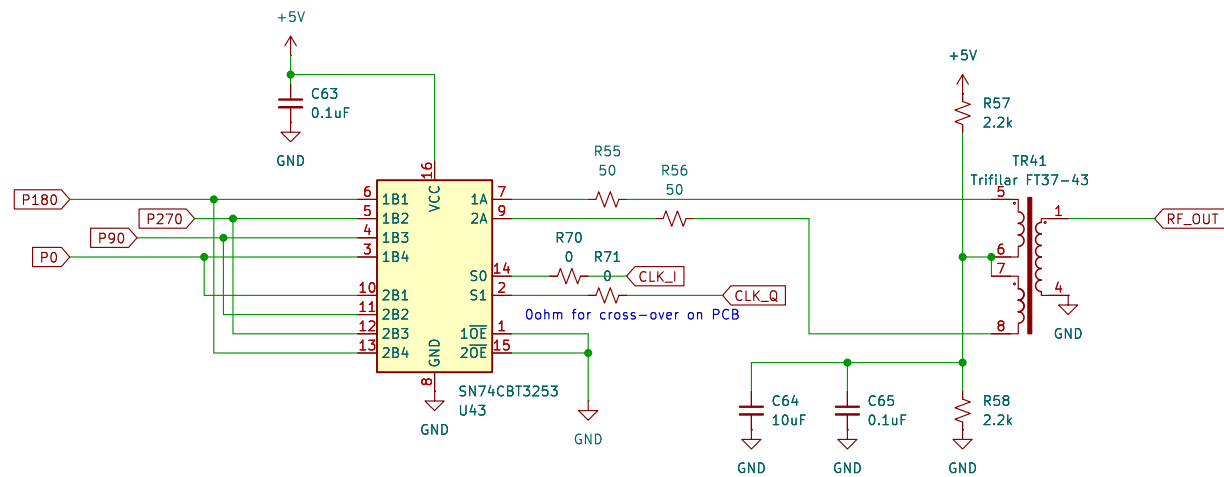 +5V
C63
0.1uF
GND
+5V
R57
2.2k
TR41
Trifilar FT37-43
R55
50
R56
50
P180
P270
P90
P0
6
5
4
3
10
11
12
13
1B1
1B2
1B3
1B4
2B1
2B2
2B3
2B4
16
VCC
GND
8
1A
2A
S0
S1
1OE
2OE
7
9
14
2
1
15
R70
0
R71
0
CLK_I
CLK_Q
0ohm for cross-over on PCB
SN74CBT3253
U43
GND
GND
5
6
7
8
1
4
RF_OUT
GND
C64
10uF
GND
C65
0.1uF
GND
R58
2.2k
GND